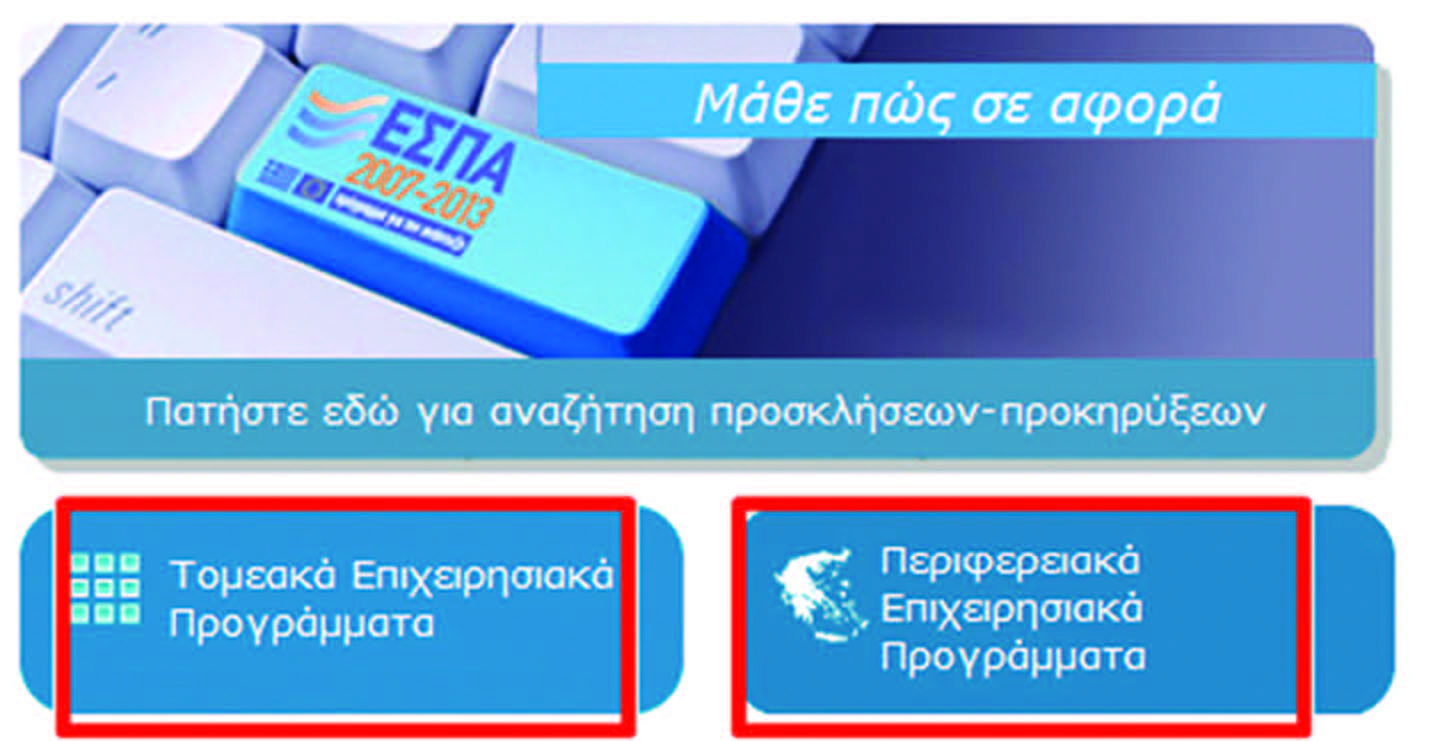 Μάθε πώς σε αφορά
ΕΣΠΑ
2007-2013
shift
Πατήστε εδώ για αναζήτηση προσκλήσεων-προκηρύξεων
Τομεακά Επιχειρησιακά
Προγράμματα
Περιφερειακά
Επιχειρησιακά
Προγράμματα